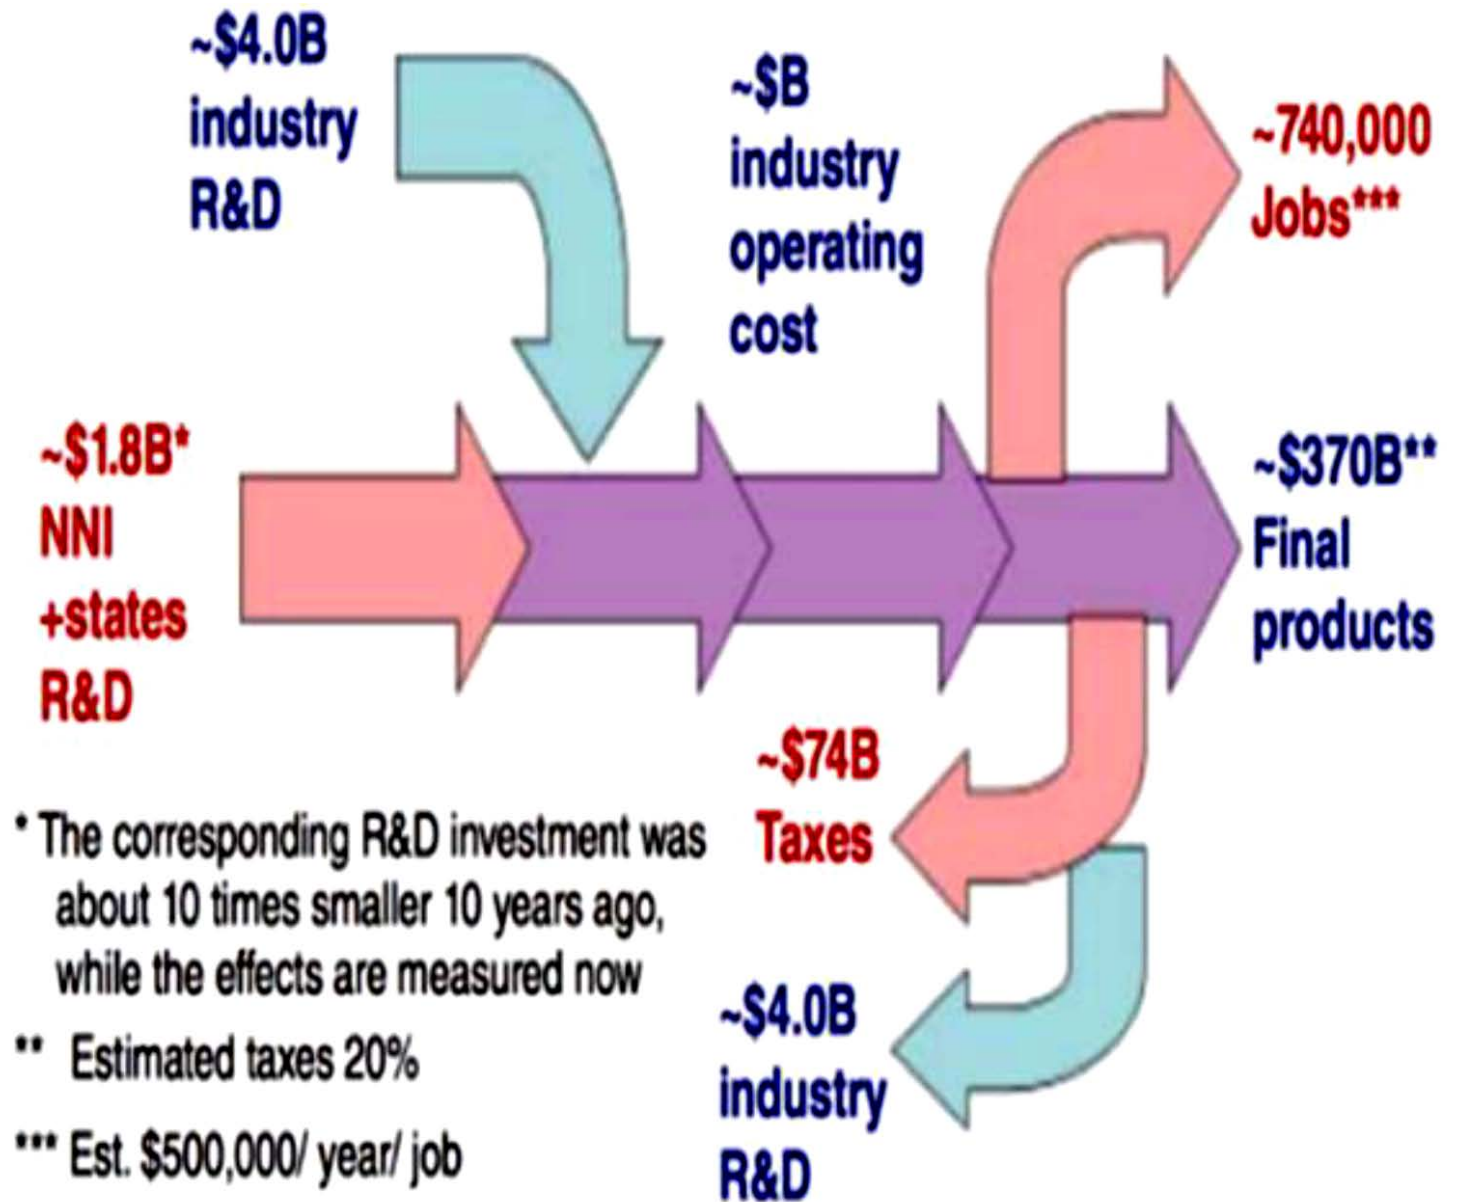 ~$4.0B
industry
R&D
~$B
industry
operating
cost
~740,000
Jobs***
~$1.8B*
NNI
+states
R&D
~$370B**
Final
products
~$74B
Taxes
~$4.0B
industry
R&D
* The corresponding R&D investment was
about 10 times smaller 10 years ago,
while the effects are measured now
** Estimated taxes 20%
*** Est. $500,000/ year/ job